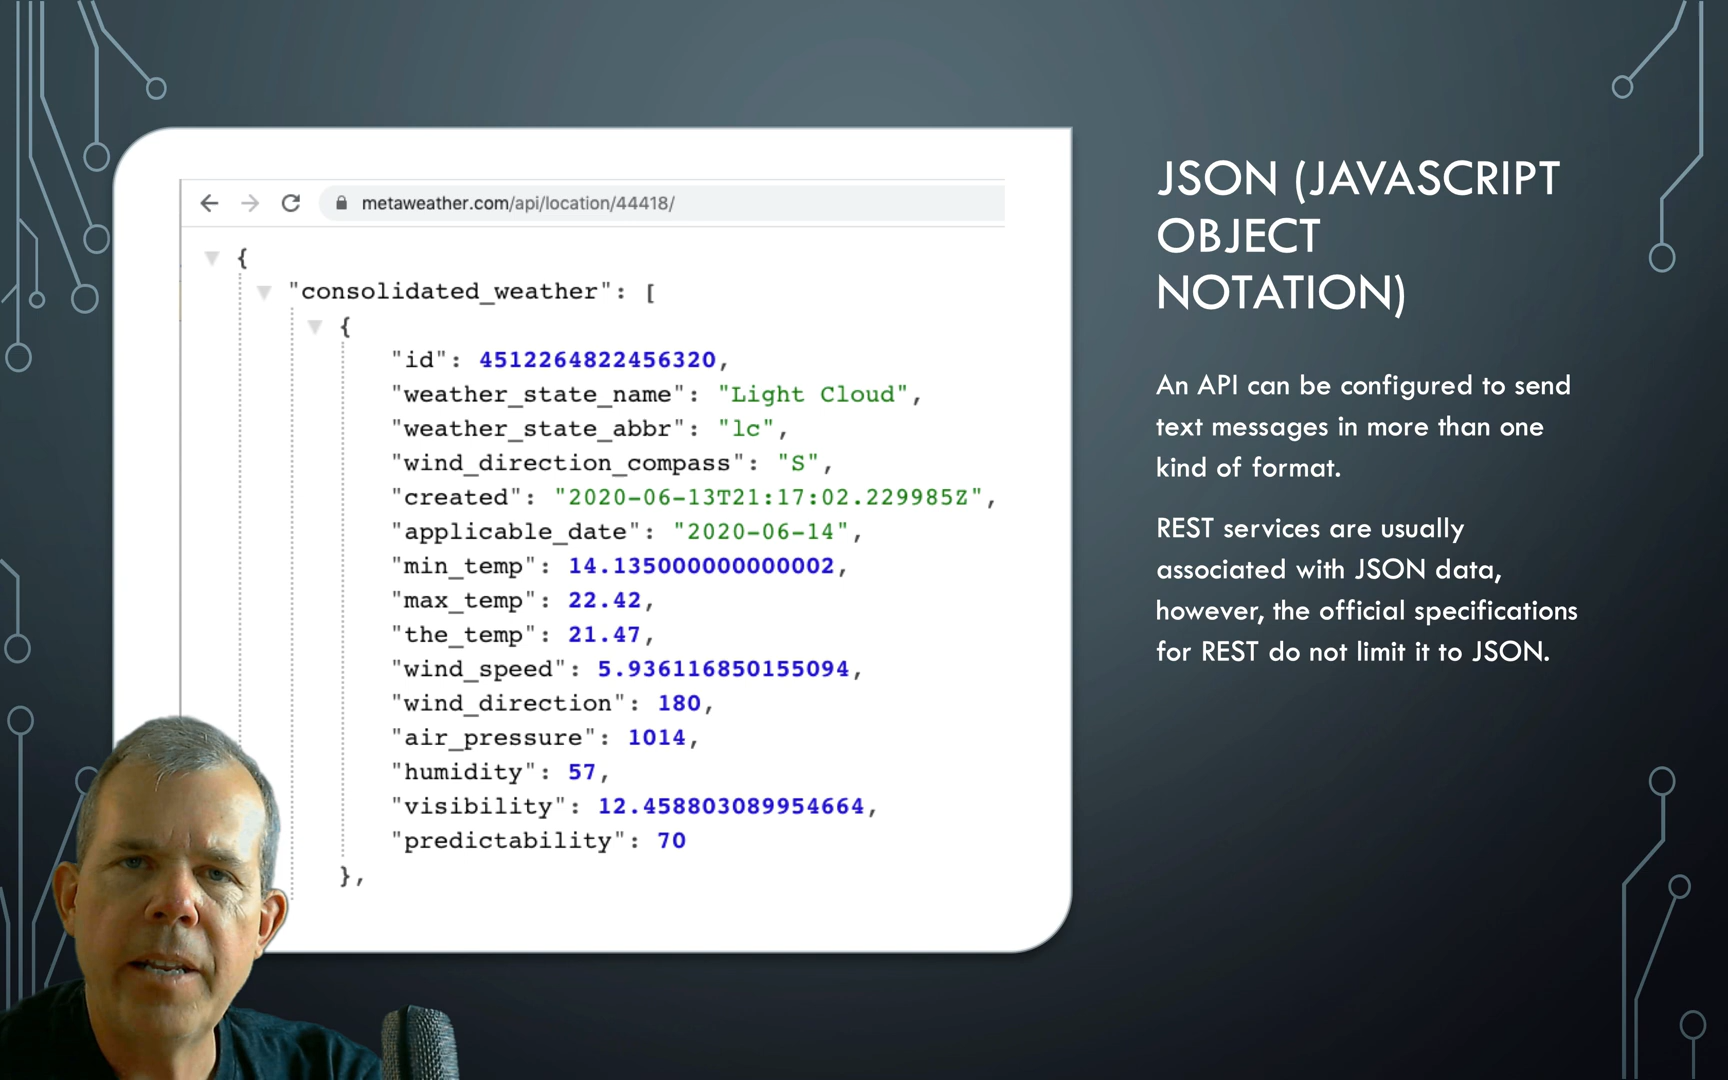 metaweather.com/api/location/44418/
{
"consolidated_weather": [
{
"id": 4512264822456320,
"weather_state_name": "Light Cloud",
"weather_state_abbr": "lc",
"wind_direction_compass": "S",
"created": "2020-06-13T21:17:02.229985Z",
"applicable_date": "2020-06-14",
"min_temp": 14.135000000000002,
"max_temp": 22.42,
"the_temp": 21.47,
"wind_speed": 5.936116850155094,
"wind_direction": 180,
"air_pressure": 1014,
"humidity": 57,
"visibility": 12.458803089954664,
"predictability": 70
},
JSON (JAVASCRIPT
OBJECT
NOTATION)
An API can be configured to send
text messages in more than one
kind of format.
REST services are usually
associated with JSON data,
however, the official specifications
for REST do not limit it to JSON.